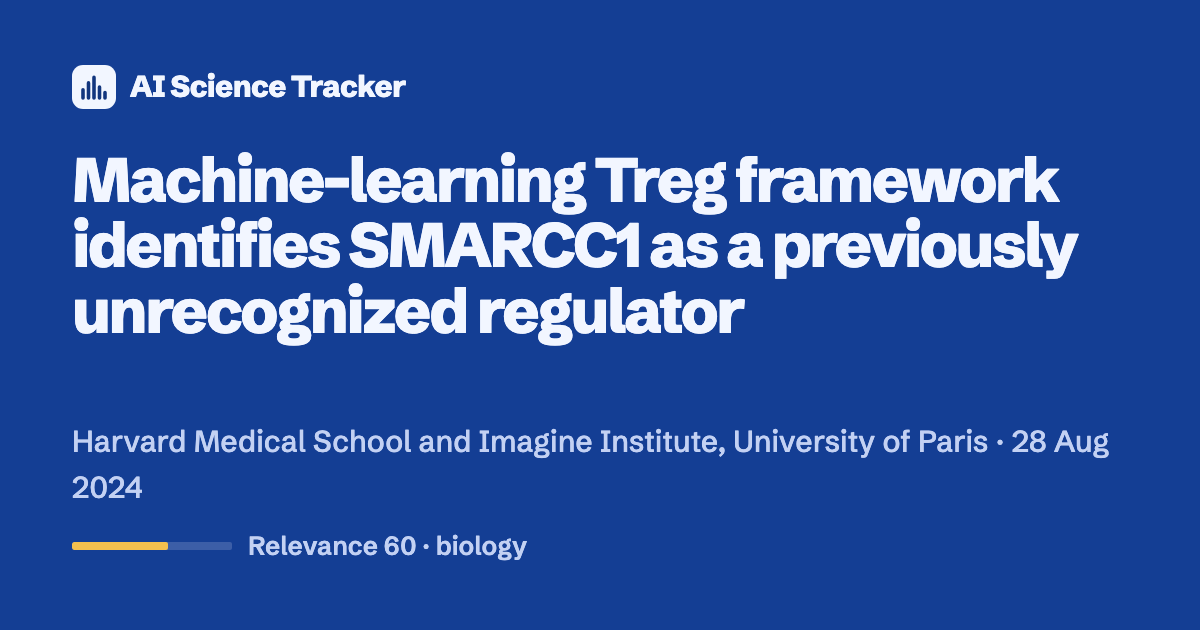 AI Science Tracker
Machine-learning Treg framework
identifies SMARCC1 as a previously
unrecognized regulator
Harvard Medical School and Imagine Institute, University of Paris · 28 Aug
2024
Relevance 60 · biology